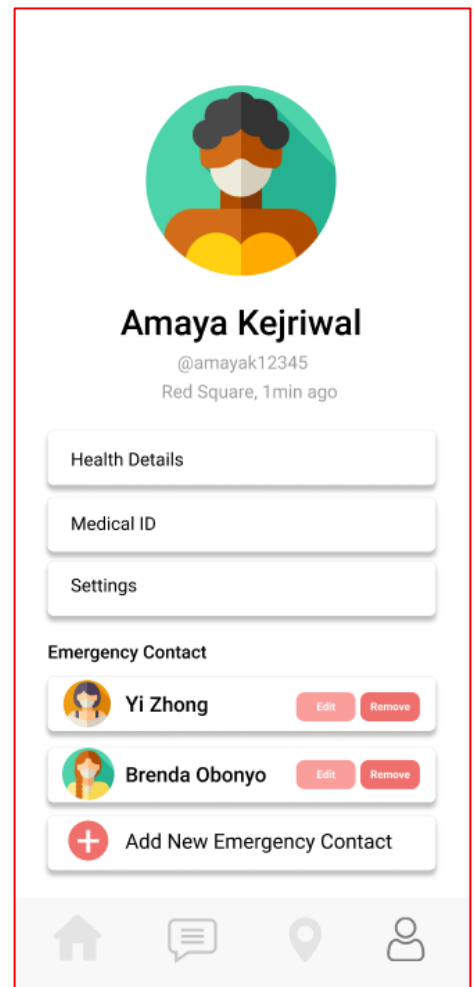 Amaya Kejriwal
@amayak12345
Red Square, 1min ago
Health Details
Medical ID
Settings
Emergency Contact
Yi Zhong Edit Remove
Brenda Obonyo Edit Remove
Add New Emergency Contact